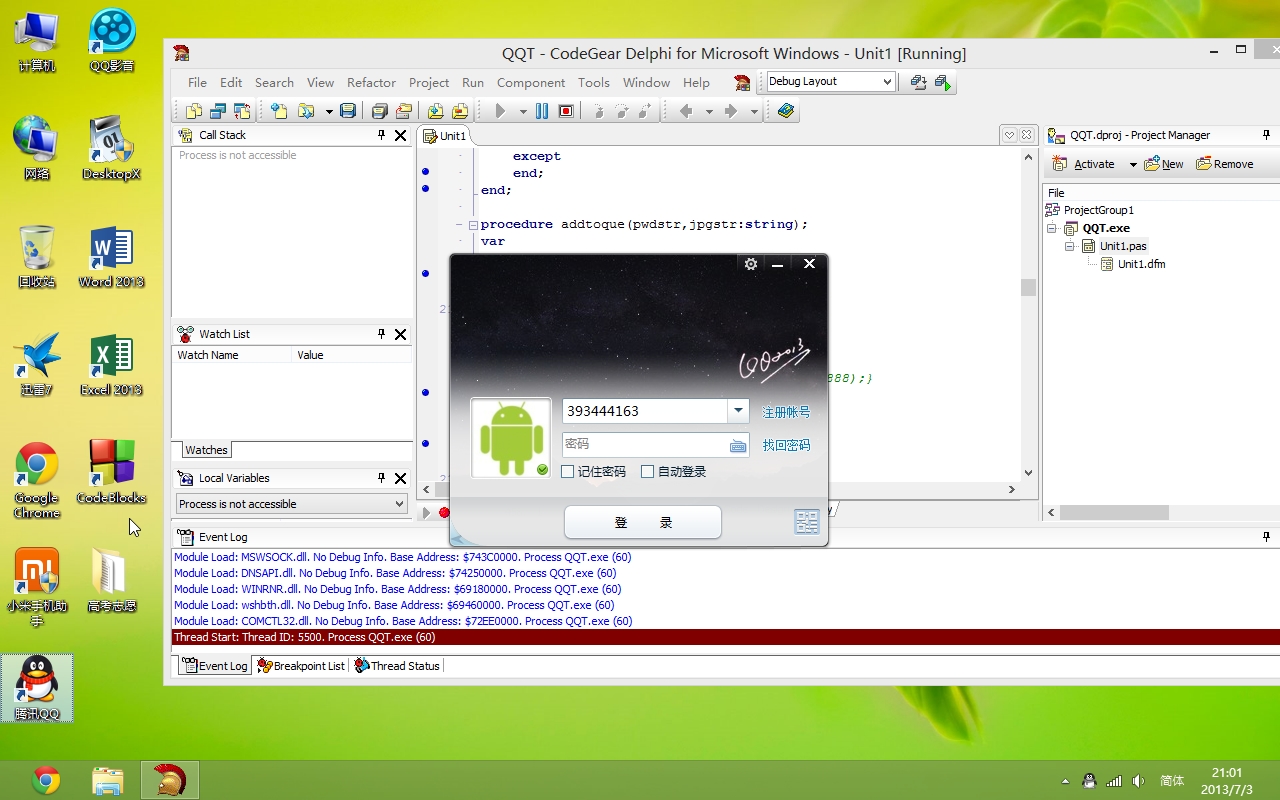 计算机
QQ影音
网络
DesktopX
回收站
Word 2013
迅雷7
Excel 2013
Google Chrome
CodeBlocks
小米手机助手
高考志愿
腾讯QQ
QQT - CodeGear Delphi for Microsoft Windows - Unit1 [Running]
File Edit Search View Refactor Project Run Component Tools Window Help
Debug Layout
Call Stack
Process is not accessible
Watch List
Watch Name Value
Watches
Local Variables
Process is not accessible
Unit1
except
end;
end;
procedure addtoque(pwdstr,jpgstr:string);
var
888);}
QQ2013
393444163
注册帐号
密码
找回密码
记住密码 自动登录
登 录
QQT.dproj - Project Manager
Activate New Remove
File
ProjectGroup1
QQT.exe
Unit1.pas
Unit1.dfm
Event Log
Module Load: MSWSOCK.dll. No Debug Info. Base Address: $743C0000. Process QQT.exe (60)
Module Load: DNSAPI.dll. No Debug Info. Base Address: $74250000. Process QQT.exe (60)
Module Load: WINRNR.dll. No Debug Info. Base Address: $69180000. Process QQT.exe (60)
Module Load: wshbth.dll. No Debug Info. Base Address: $69460000. Process QQT.exe (60)
Module Load: COMCTL32.dll. No Debug Info. Base Address: $72EE0000. Process QQT.exe (60)
Thread Start: Thread ID: 5500. Process QQT.exe (60)
Event Log Breakpoint List Thread Status
简体
21:01
2013/7/3